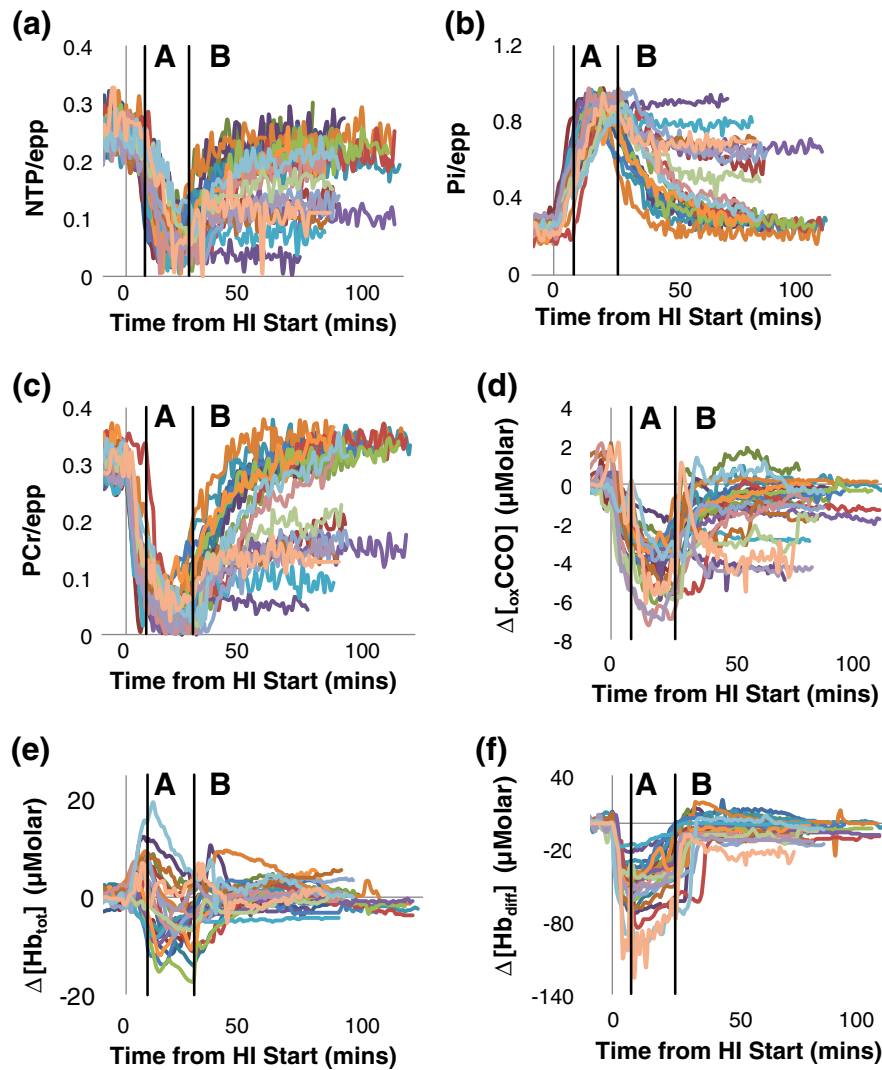 (a)
A B
NTP/epp
0.4
0.3
0.2
0.1
0
0 50 100
Time from HI Start (mins)
(b)
A B
Pi/epp
1.2
0.8
0.4
0
0 50 100
Time from HI Start (mins)
(c)
A B
PCr/epp
0.4
0.3
0.2
0.1
0
0 50 100
Time from HI Start (mins)
(d)
A B
Δ[oxCCO] (µMolar)
4
2
0
-2
-4
-6
-8
0 50 100
Time from HI Start (mins)
(e)
A B
Δ[Hbtot] (µMolar)
20
0
-20
0 50 100
Time from HI Start (mins)
(f)
A B
Δ[Hbdiff] (µMolar)
40
-20
-80
-140
0 50 100
Time from HI Start (mins)